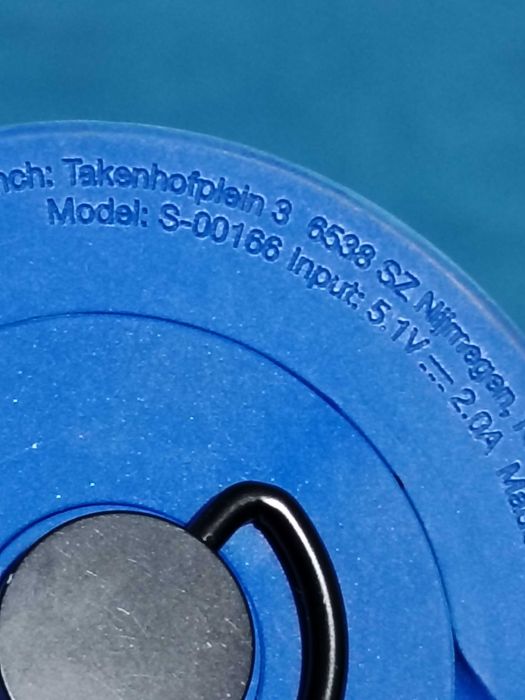 nch: Takenhofplein 3 6538 SZ Nijmegen,
Model: S-00166 Input: 5.1V⎓2.0A